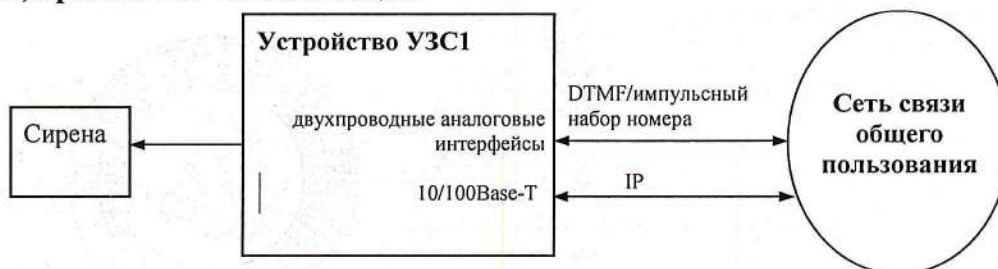 Устройство УЗС1
Сирена
двухпроводные аналоговые
интерфейсы
10/100Base-T
DTMF/импульсный
набор номера
IP
Сеть связи
общего
пользования